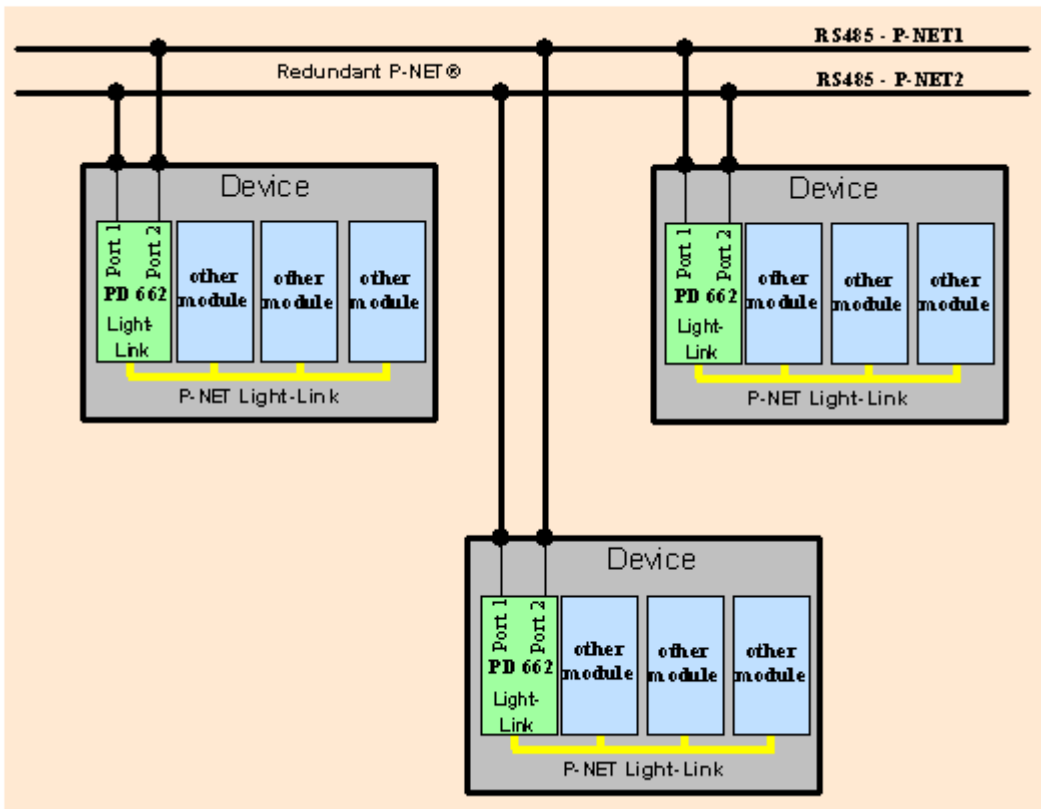 RS485 - P-NET1
Redundant P-NET®
RS485 - P-NET2
Device
Port 1
Port 2
PD 662
Light-
Link
other
module
other
module
other
module
P-NET Light-Link
Device
Port 1
Port 2
PD 662
Light-
Link
other
module
other
module
other
module
P-NET Light-Link
Device
Port 1
Port 2
PD 662
Light-
Link
other
module
other
module
other
module
P-NET Light-Link